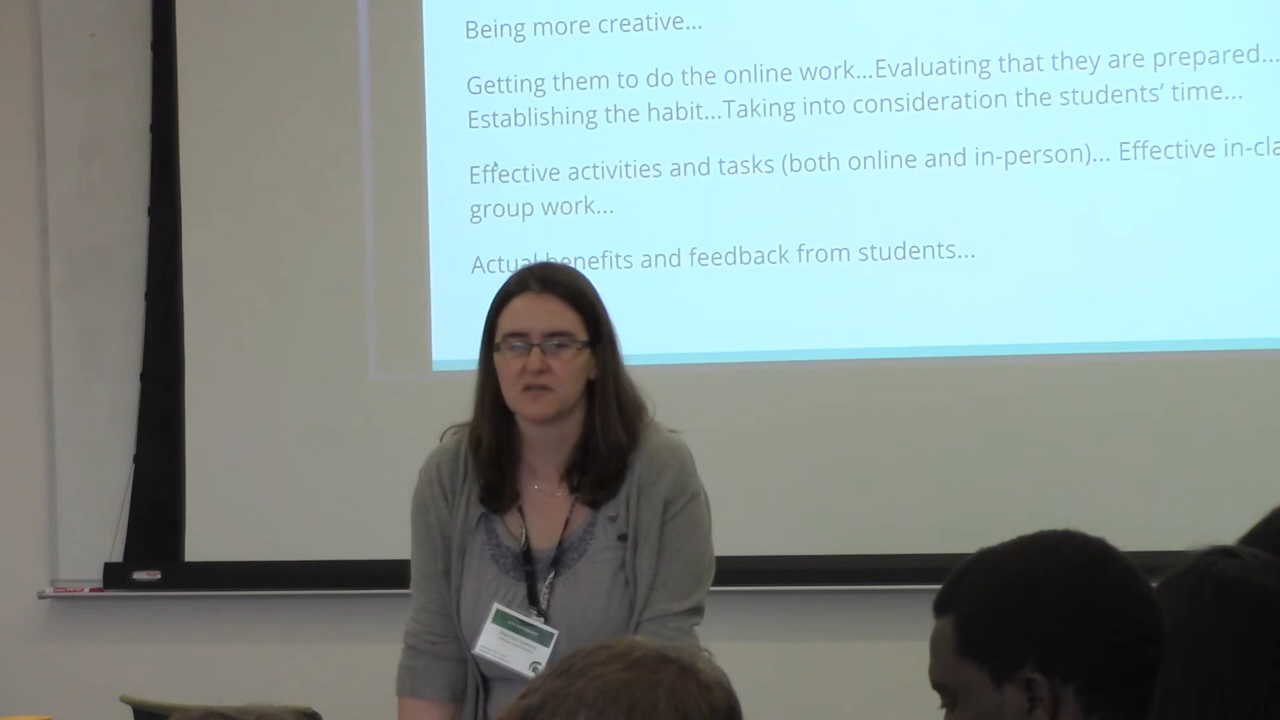 Being more creative...
Getting them to do the online work...Evaluating that they are prepared...
Establishing the habit...Taking into consideration the students' time...
Effective activities and tasks (both online and in-person)... Effective in-cla
group work...
Actual benefits and feedback from students...